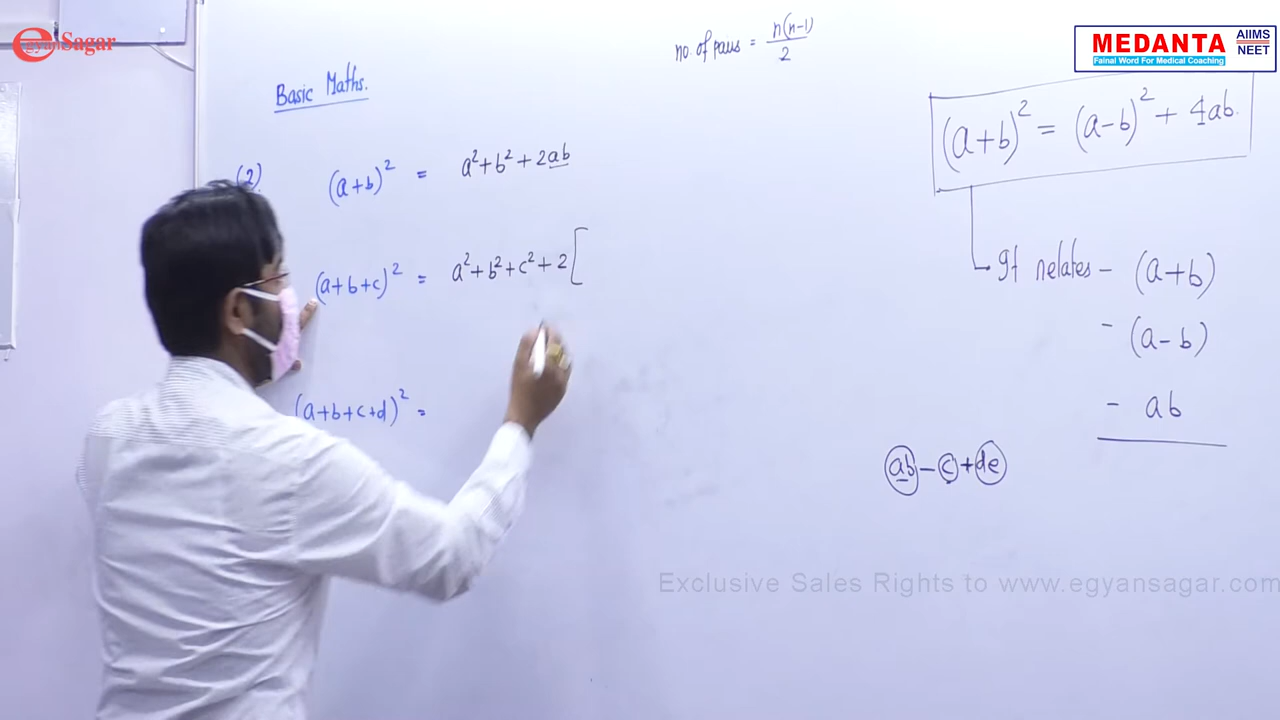 egyanSagar
no. of paus = n(n-1)/2
MEDANTA AIIMS NEET
Fainal Word For Medical Coaching
Basic Maths.
(a+b)² = (a-b)² + 4ab.
(2) (a+b)² = a²+b²+2ab
(a+b+c)² = a²+b²+c²+2[
It relates - (a+b)
- (a-b)
- ab
(a+b+c+d)² =
ab-c+de
Exclusive Sales Rights to www.egyansagar.com